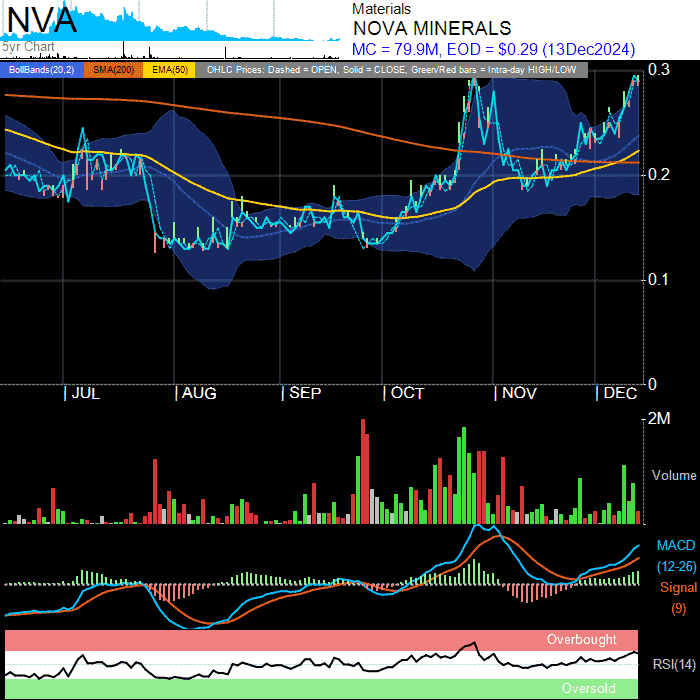 NVA
5yr Chart
Materials
NOVA MINERALS
MC = 79.9M, EOD = $0.29 (13Dec2024)
BollBands(20,2) SMA(200) EMA(50) OHLC Prices: Dashed = OPEN, Solid = CLOSE, Green/Red bars = Intra-day HIGH/LOW
0.3
0.2
0.1
0
JUL AUG SEP OCT NOV DEC
2M
Volume
MACD
(12-26)
Signal
(9)
Overbought
RSI(14)
Oversold